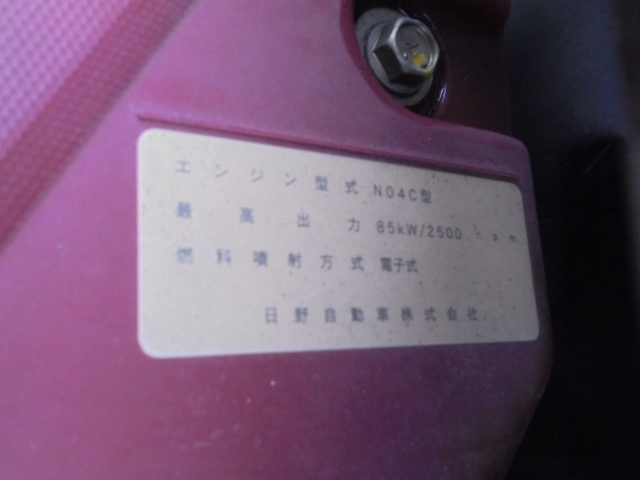 エンジン型式 N04C型
最高出力 85kW/2500 r.p.m.
燃料噴射方式 電子式
日野自動車株式会社